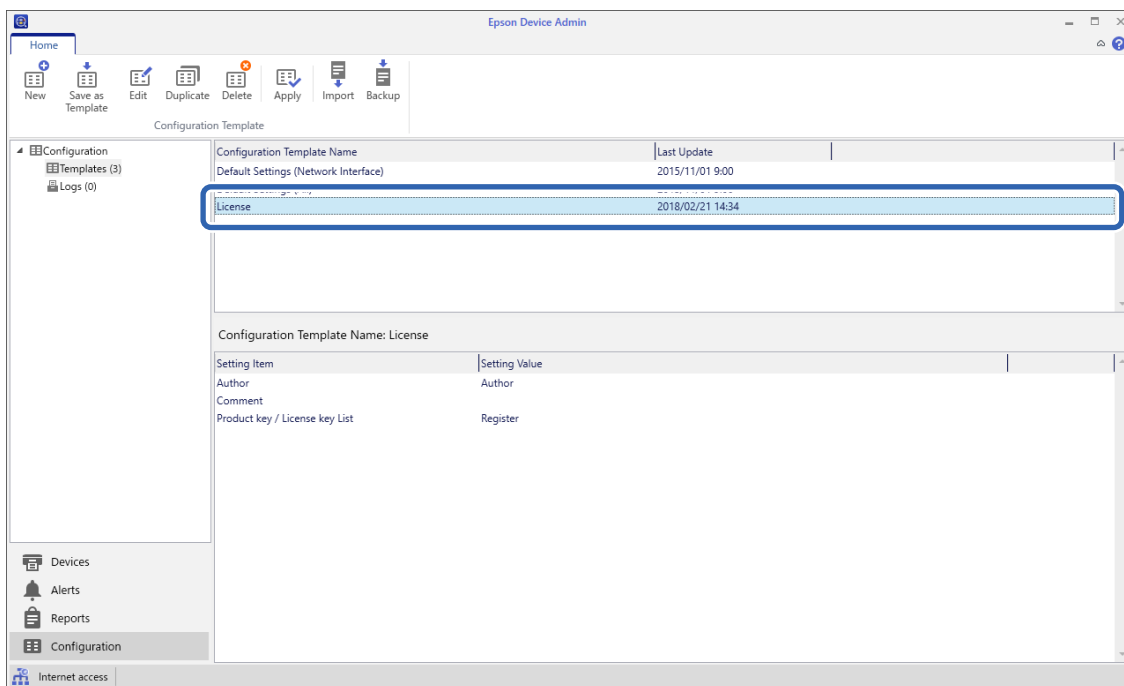 Epson Device Admin
Home
New
Save as
Template
Edit
Duplicate
Delete
Apply
Import
Backup
Configuration Template
Configuration
Templates (3)
Logs (0)
Configuration Template Name Last Update
Default Settings (Network Interface) 2015/11/01 9:00
License 2018/02/21 14:34
Configuration Template Name: License
Setting Item Setting Value
Author Author
Comment
Product key / License key List Register
Devices
Alerts
Reports
Configuration
Internet access